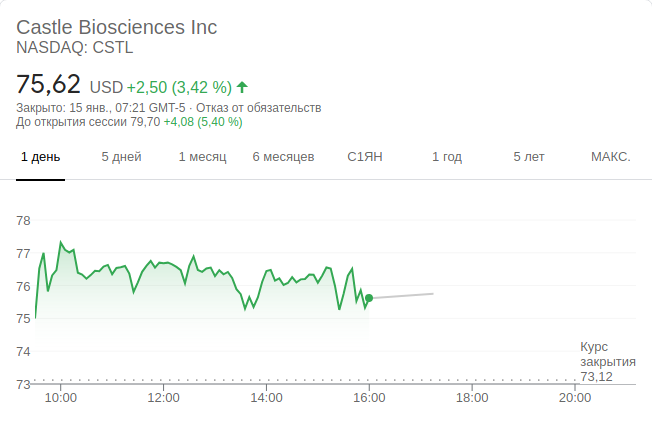 Castle Biosciences Inc
NASDAQ: CSTL
75,62 USD +2,50 (3,42 %)
Закрыто: 15 янв., 07:21 GMT-5 · Отказ от обязательств
До открытия сессии 79,70 +4,08 (5,40 %)
1 день 5 дней 1 месяц 6 месяцев С1ЯН 1 год 5 лет МАКС.
78
77
76
75
74
Курс
закрытия
73,12
73
10:00 12:00 14:00 16:00 18:00 20:00